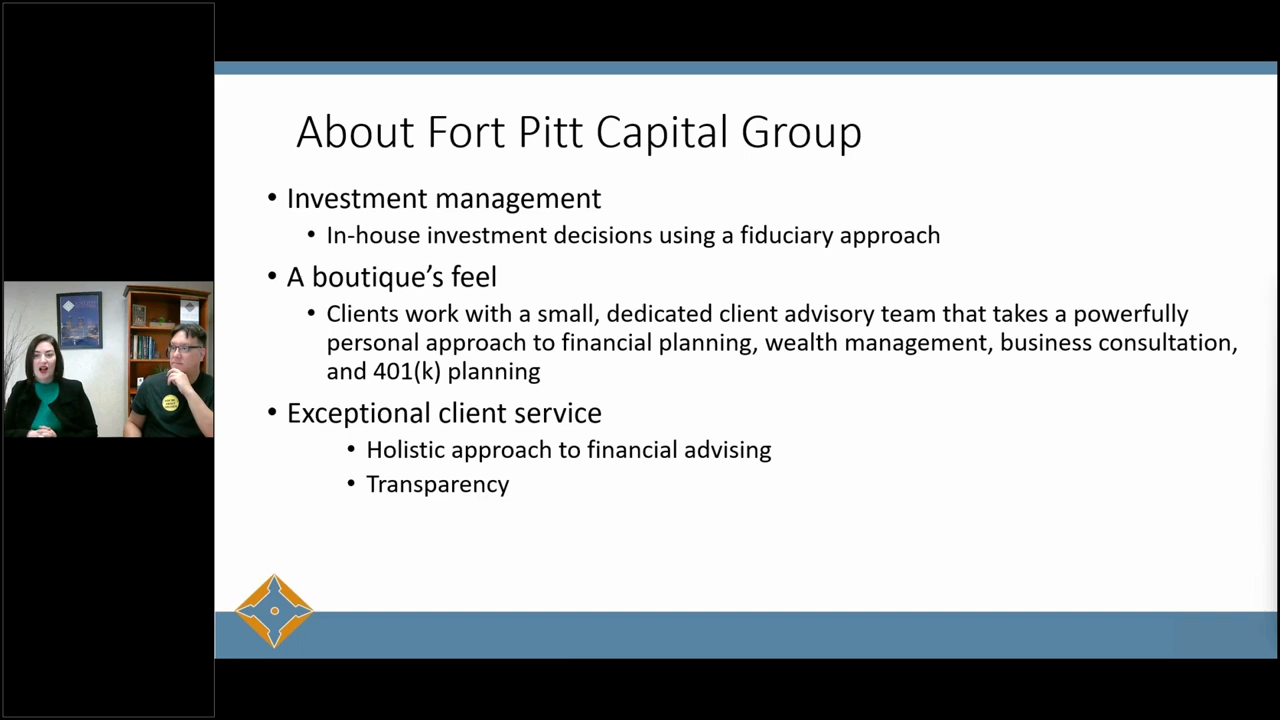 About Fort Pitt Capital Group
• Investment management
• In-house investment decisions using a fiduciary approach
• A boutique’s feel
• Clients work with a small, dedicated client advisory team that takes a powerfully
personal approach to financial planning, wealth management, business consultation,
and 401(k) planning
• Exceptional client service
• Holistic approach to financial advising
• Transparency